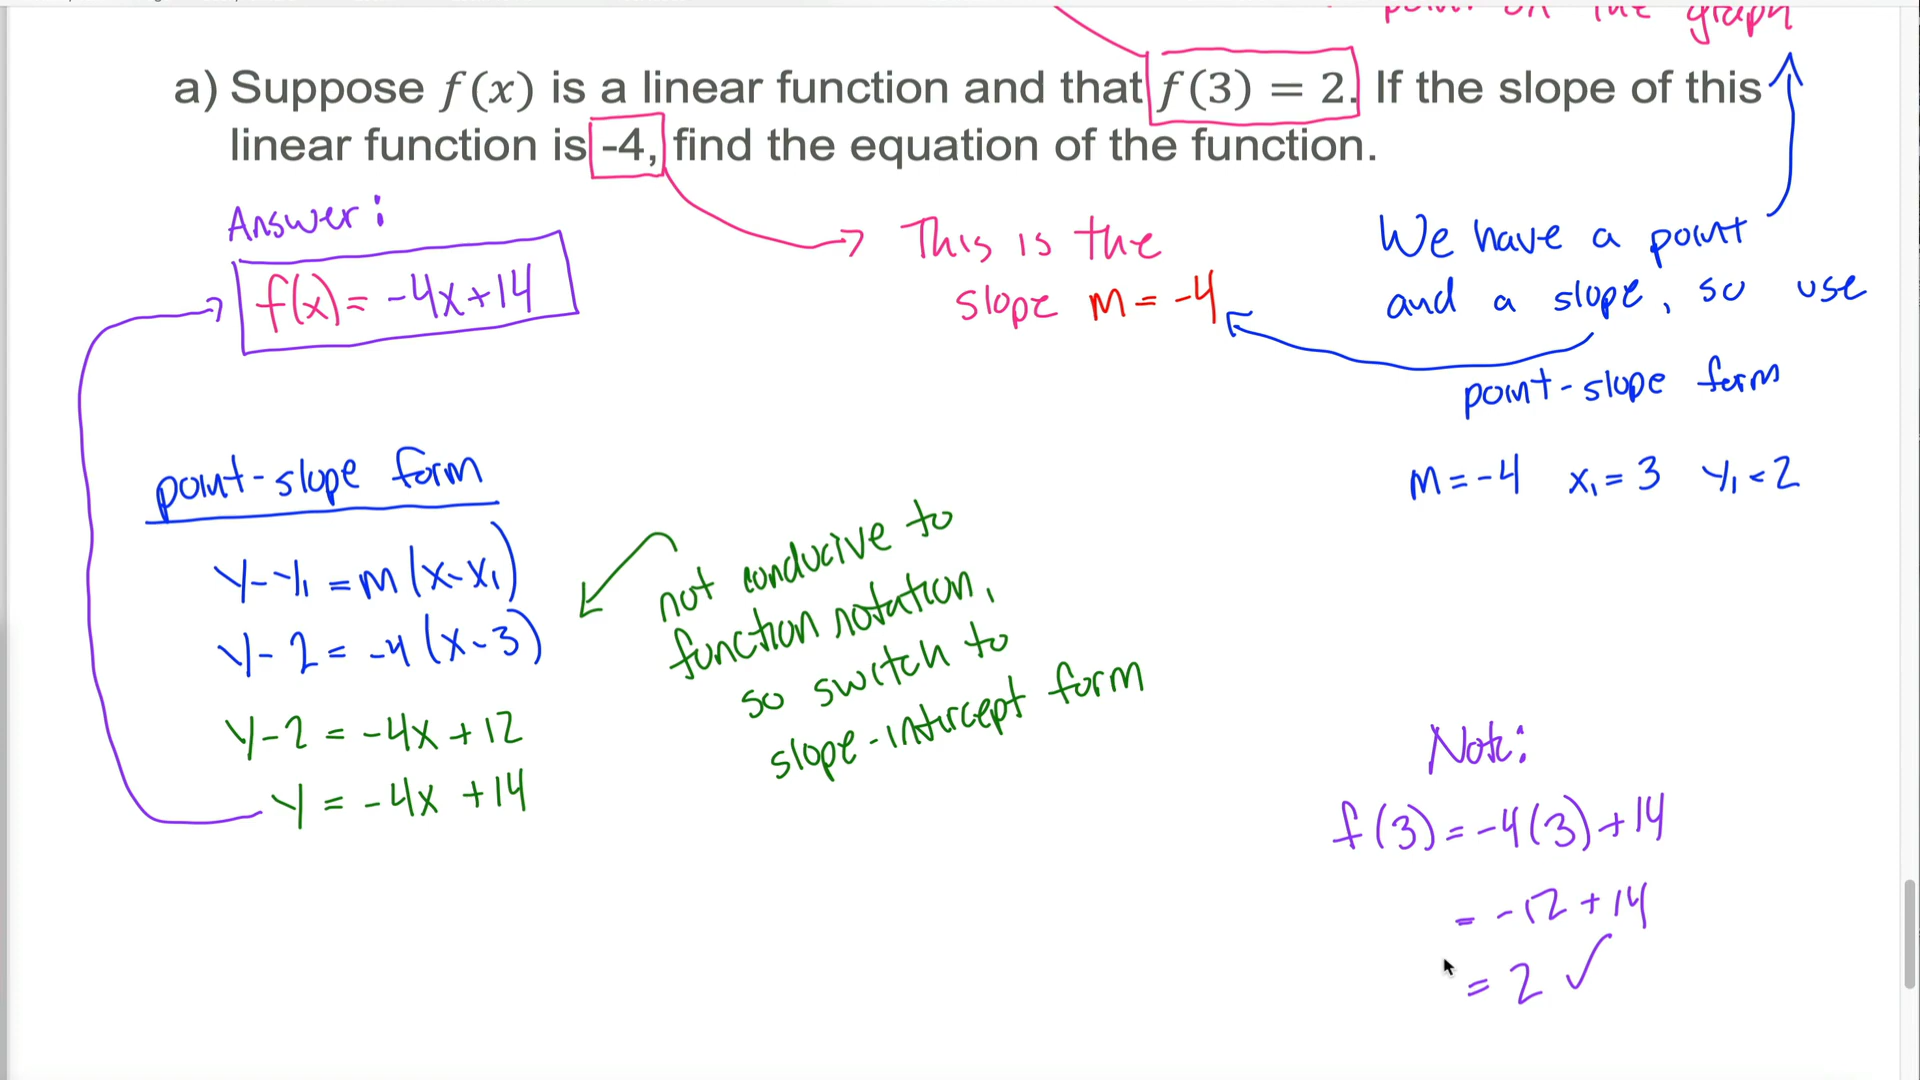 on the graph
a) Suppose f(x) is a linear function and that f(3) = 2. If the slope of this
linear function is -4, find the equation of the function.
Answer:
f(x) = -4x+14
This is the
slope m = -4
We have a point
and a slope, so use
point-slope form
m = -4 x₁ = 3 y₁ = 2
point-slope form
y-y₁ = m(x-x₁)
y-2 = -4(x-3)
y-2 = -4x+12
y = -4x +14
not conducive to
function notation,
so switch to
slope-intercept form
Note:
f(3) = -4(3)+14
= -12+14
= 2 ✓